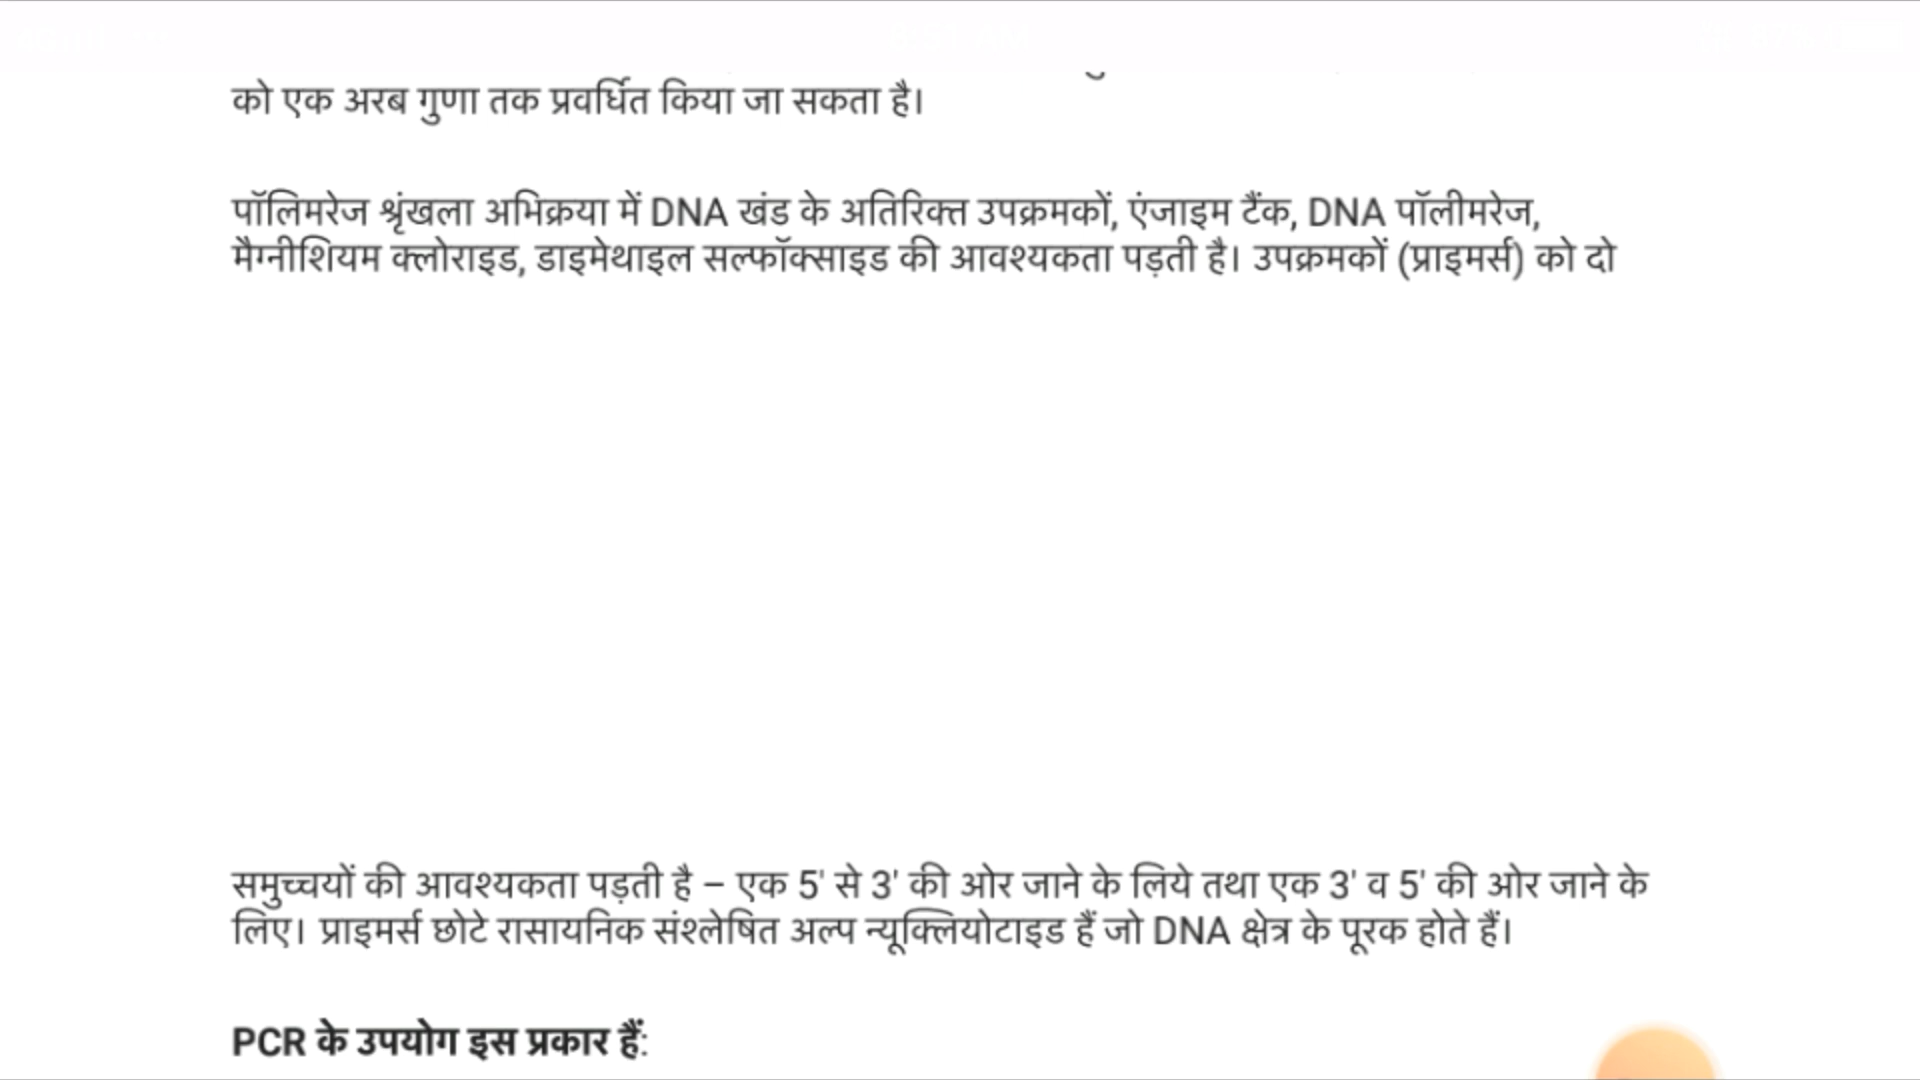 को एक अरब गुणा तक प्रवर्धित किया जा सकता है।
पॉलिमरेज श्रृंखला अभिक्रया में DNA खंड के अतिरिक्त उपक्रमकों, एंजाइम टैंक, DNA पॉलीमरेज,
मैग्नीशियम क्लोराइड, डाइमेथाइल सल्फॉक्साइड की आवश्यकता पड़ती है। उपक्रमकों (प्राइमर्स) को दो
समुच्चयों की आवश्यकता पड़ती है – एक 5' से 3' की ओर जाने के लिये तथा एक 3' व 5' की ओर जाने के
लिए। प्राइमर्स छोटे रासायनिक संश्लेषित अल्प न्यूक्लियोटाइड हैं जो DNA क्षेत्र के पूरक होते हैं।
PCR के उपयोग इस प्रकार हैं: